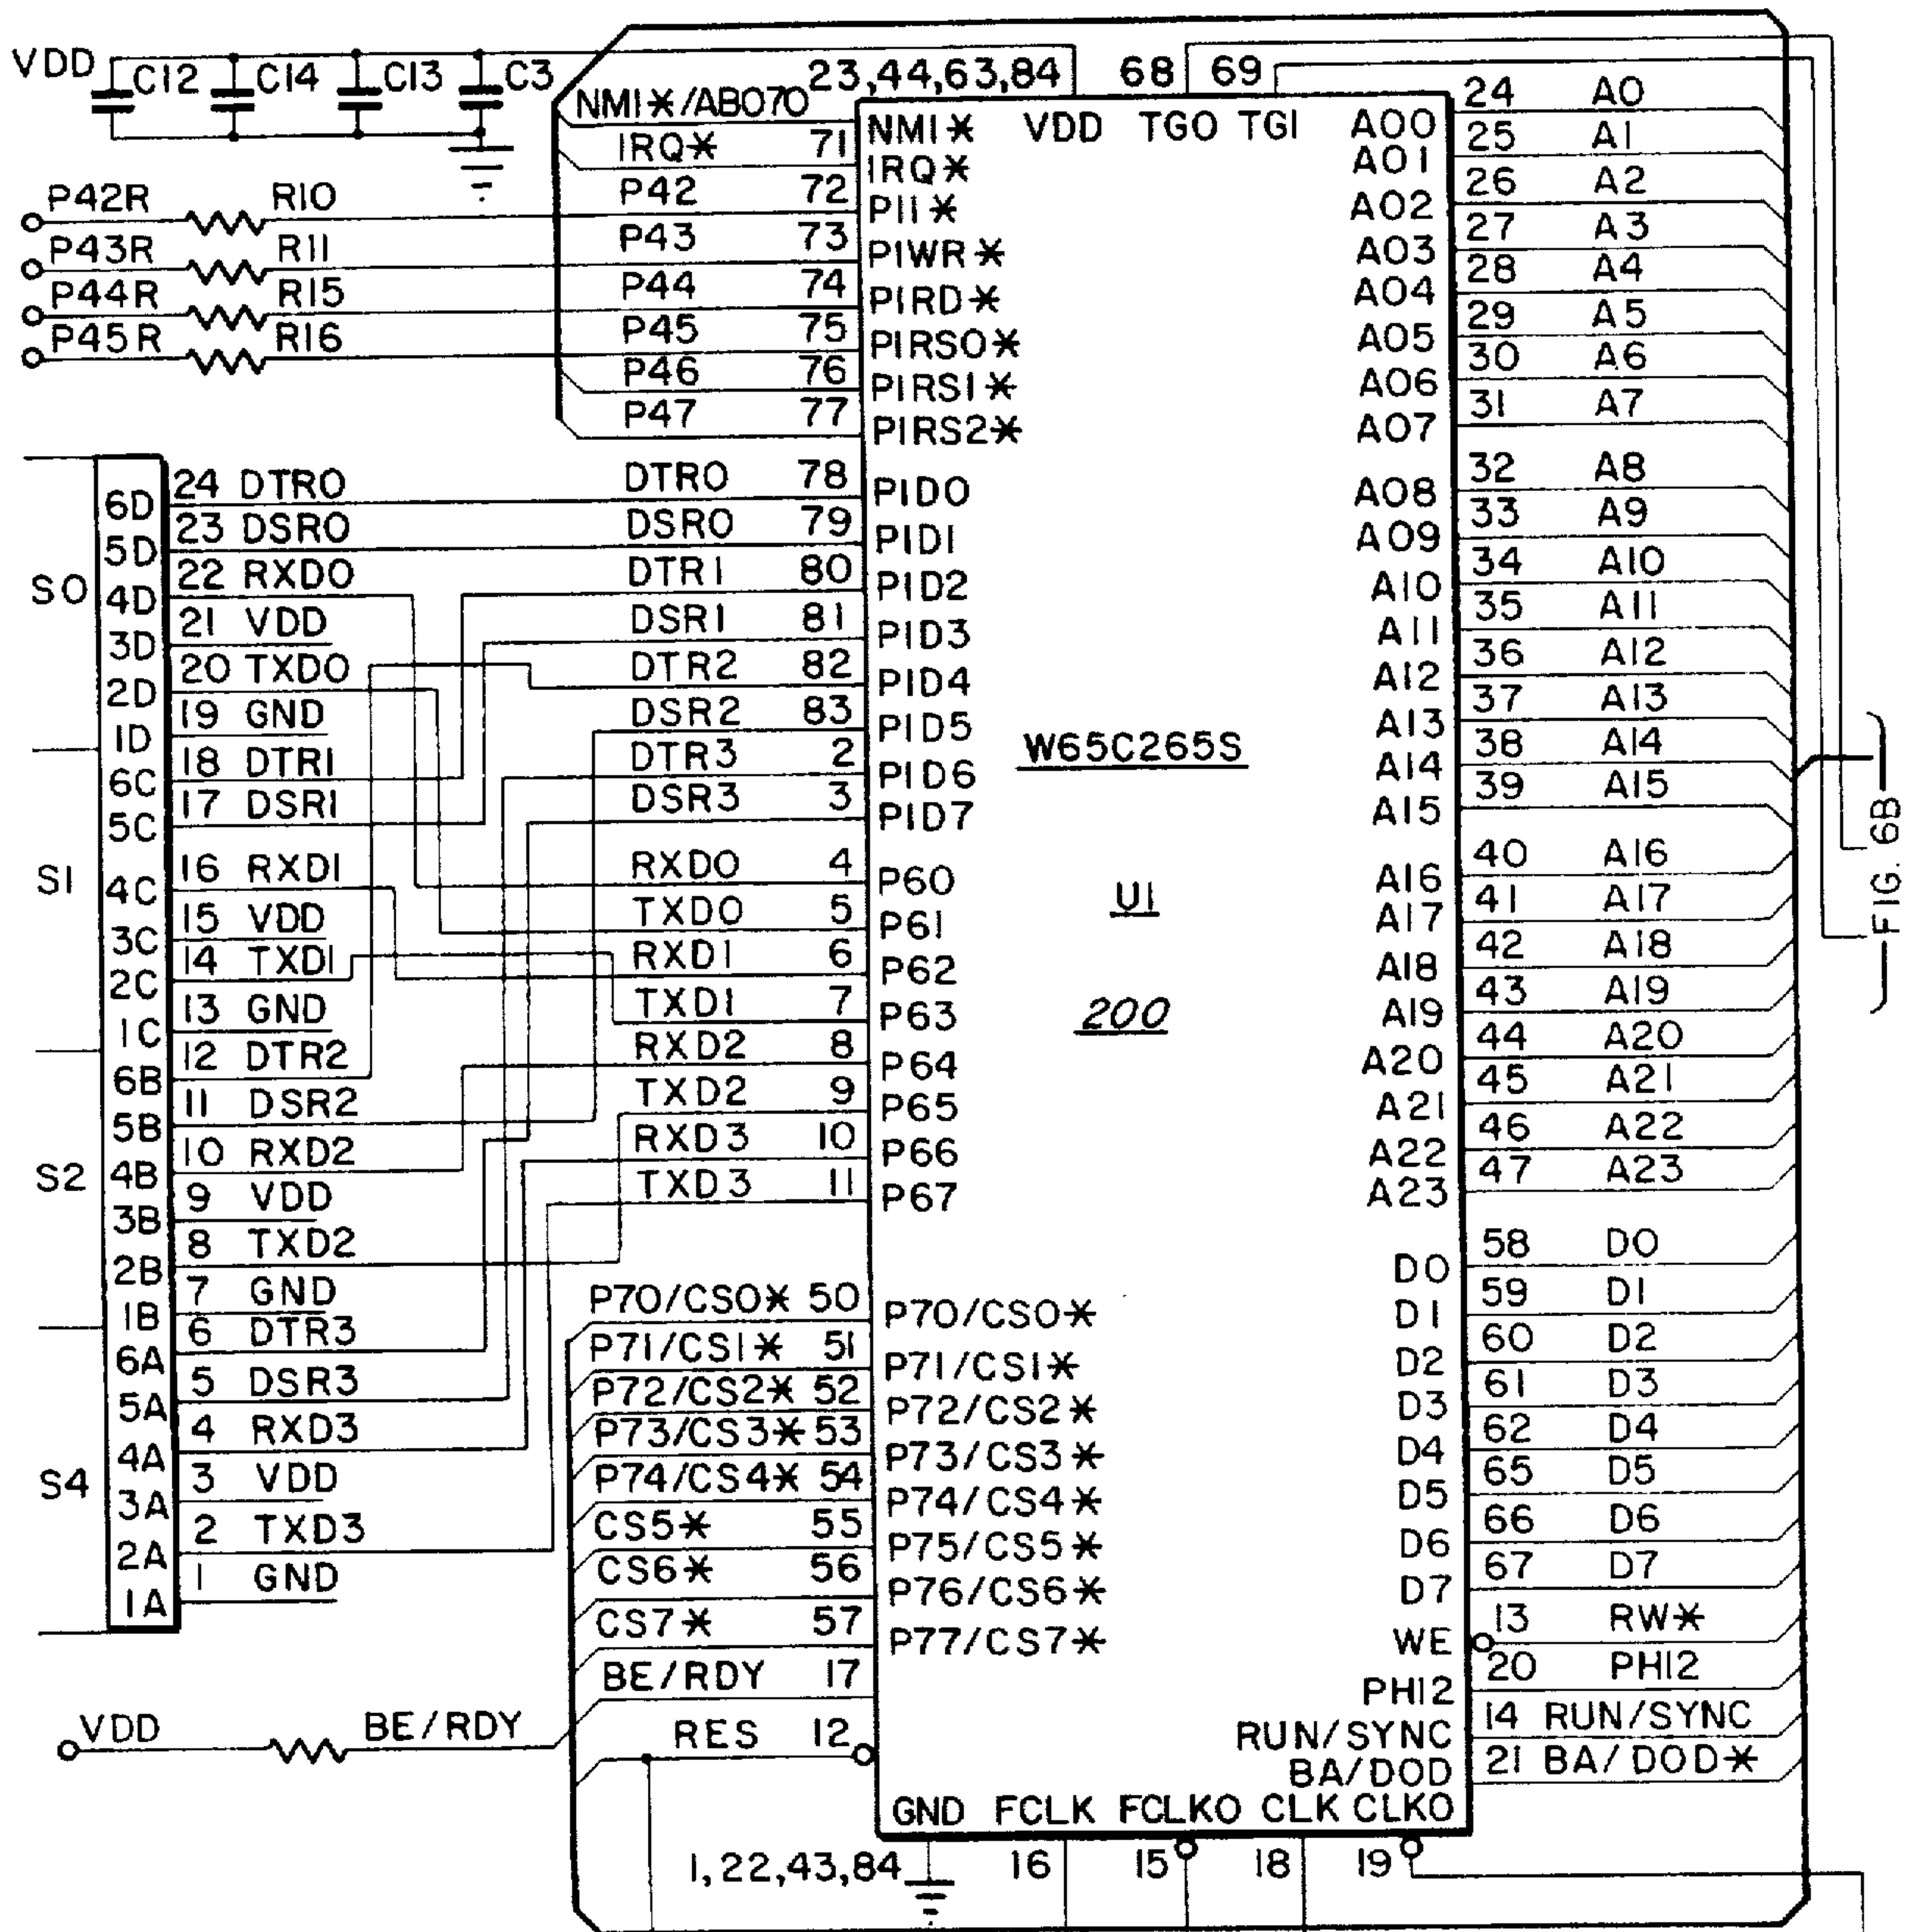 VDD C12 C14 C13 C3
23,44,63,84 68 69
NMI*/AB070 NMI* VDD TGO TGI A00 24 A0
IRQ* 71 IRQ* A01 25 A1
P42R R10 P42 72 PII* A02 26 A2
P43R R11 P43 73 PIWR* A03 27 A3
P44R R15 P44 74 PIRD* A04 28 A4
P45R R16 P45 75 PIRS0* A05 29 A5
P46 76 PIRS1* A06 30 A6
P47 77 PIRS2* A07 31 A7
6D 24 DTR0 DTR0 78 PID0 A08 32 A8
5D 23 DSR0 DSR0 79 PID1 A09 33 A9
S0 4D 22 RXD0 DTR1 80 PID2 A10 34 A10
3D 21 VDD DSR1 81 PID3 A11 35 A11
2D 20 TXD0 DTR2 82 PID4 A12 36 A12
1D 19 GND DSR2 83 PID5 W65C265S A13 37 A13
6C 18 DTR1 DTR3 2 PID6 A14 38 A14
5C 17 DSR1 DSR3 3 PID7 A15 39 A15
FIG. 6B
S1 4C 16 RXD1 RXD0 4 P60 U1 A16 40 A16
3C 15 VDD TXD0 5 P61 A17 41 A17
2C 14 TXD1 RXD1 6 P62 A18 42 A18
1C 13 GND TXD1 7 P63 200 A19 43 A19
6B 12 DTR2 RXD2 8 P64 A20 44 A20
5B 11 DSR2 TXD2 9 P65 A21 45 A21
S2 4B 10 RXD2 RXD3 10 P66 A22 46 A22
3B 9 VDD TXD3 11 P67 A23 47 A23
2B 8 TXD2 D0 58 D0
1B 7 GND P70/CS0* 50 P70/CS0* D1 59 D1
6A 6 DTR3 P71/CS1* 51 P71/CS1* D2 60 D2
5A 5 DSR3 P72/CS2* 52 P72/CS2* D3 61 D3
4A 4 RXD3 P73/CS3* 53 P73/CS3* D4 62 D4
S4 3A 3 VDD P74/CS4* 54 P74/CS4* D5 65 D5
2A 2 TXD3 CS5* 55 P75/CS5* D6 66 D6
1A 1 GND CS6* 56 P76/CS6* D7 67 D7
CS7* 57 P77/CS7* WE 13 RW*
BE/RDY 17 PHI2 20 PHI2
VDD BE/RDY RES 12 RUN/SYNC 14 RUN/SYNC
BA/DOD 21 BA/DOD*
GND FCLK FCLKO CLK CLKO
1,22,43,84 16 15 18 19